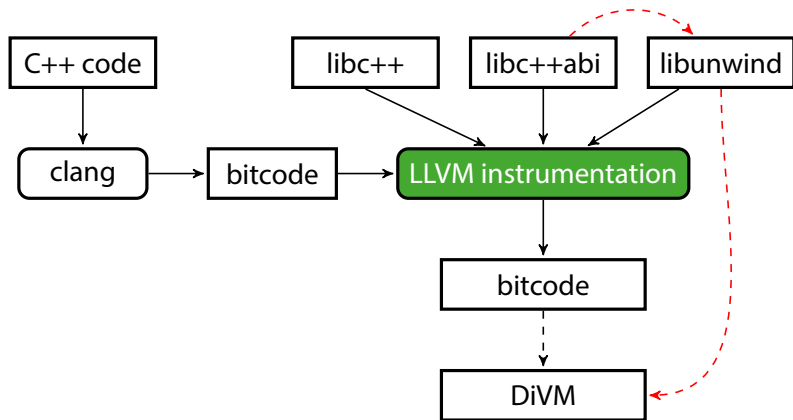 C++ code
libc++
libc++abi
libunwind
clang
bitcode
LLVM instrumentation
bitcode
DiVM